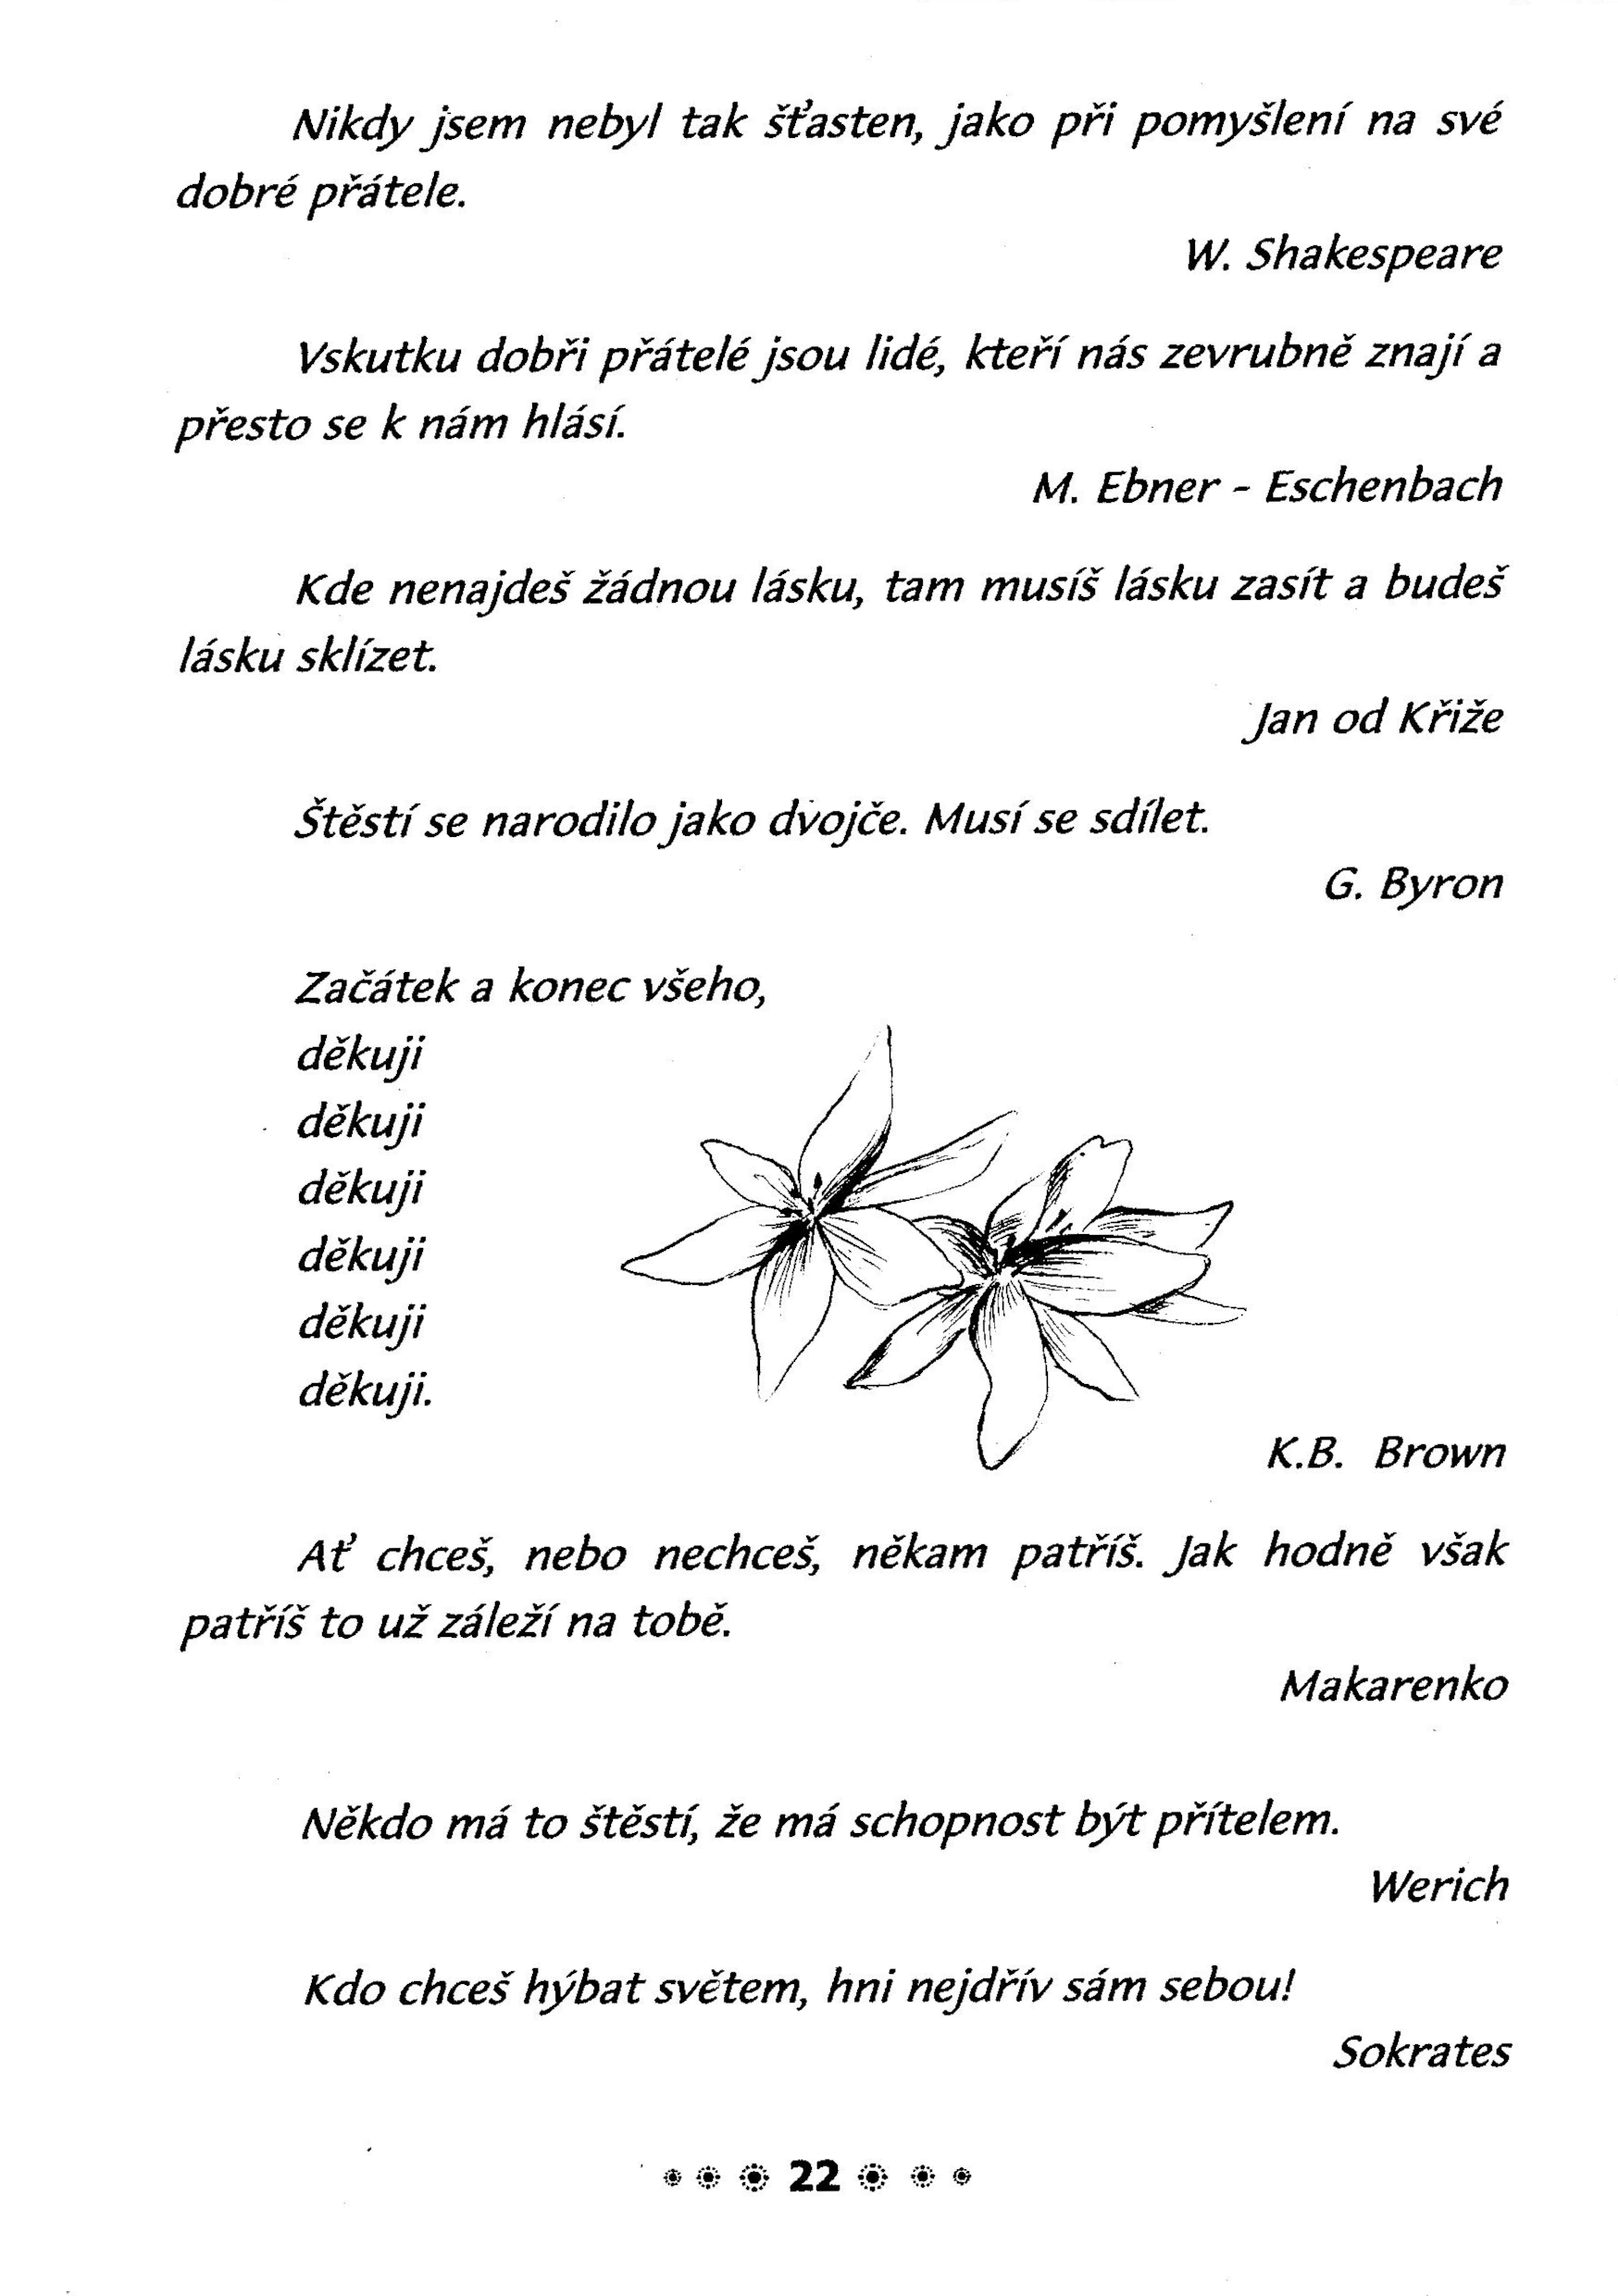 Nikdy jsem nebyl tak šťasten, jako při pomyšlení na své
dobré přátele.
W. Shakespeare
Vskutku dobři přátelé jsou lidé, kteří nás zevrubně znají a
přesto se k nám hlásí.
M. Ebner - Eschenbach
Kde nenajdeš žádnou lásku, tam musíš lásku zasít a budeš
lásku sklízet.
Jan od Křiže
Štěstí se narodilo jako dvojče. Musí se sdílet.
G. Byron
Začátek a konec všeho,
děkuji
děkuji
děkuji
děkuji
děkuji
děkuji.
K.B. Brown
Ať chceš, nebo nechceš, někam patříš. Jak hodně však
patříš to už záleží na tobě.
Makarenko
Někdo má to štěstí, že má schopnost být přítelem.
Werich
Kdo chceš hýbat světem, hni nejdřív sám sebou!
Sokrates
22